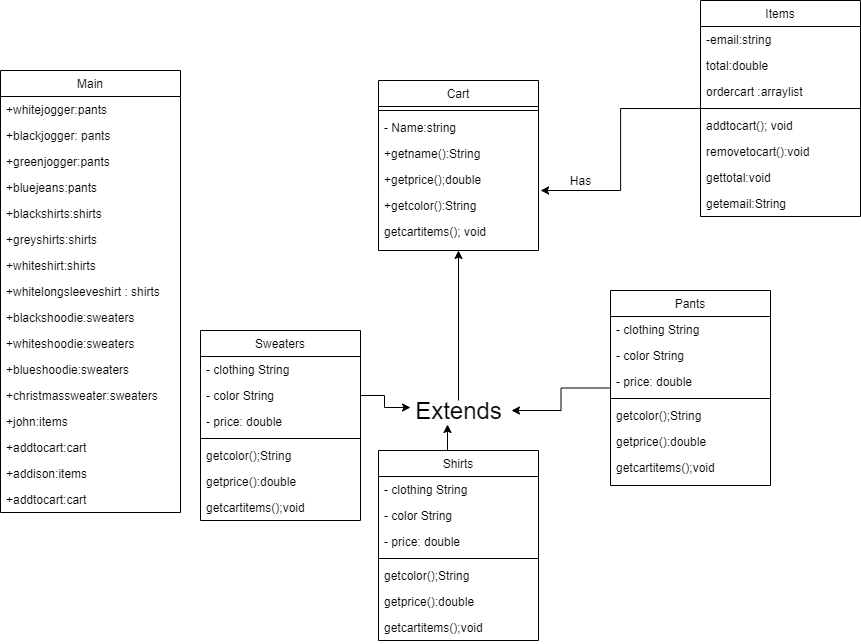 Main
+whitejogger:pants
+blackjogger: pants
+greenjogger:pants
+bluejeans:pants
+blackshirts:shirts
+greyshirts:shirts
+whiteshirt:shirts
+whitelongsleeveshirt : shirts
+blackshoodie:sweaters
+whiteshoodie:sweaters
+blueshoodie:sweaters
+christmassweater:sweaters
+john:items
+addtocart:cart
+addison:items
+addtocart:cart
Cart
- Name:string
+getname():String
+getprice();double
+getcolor():String
getcartitems(); void
Has
Items
-email:string
total:double
ordercart :arraylist
addtocart(); void
removetocart():void
gettotal:void
getemail:String
Sweaters
- clothing String
- color String
- price: double
getcolor();String
getprice():double
getcartitems();void
Extends
Shirts
- clothing String
- color String
- price: double
getcolor();String
getprice():double
getcartitems();void
Pants
- clothing String
- color String
- price: double
getcolor();String
getprice():double
getcartitems();void